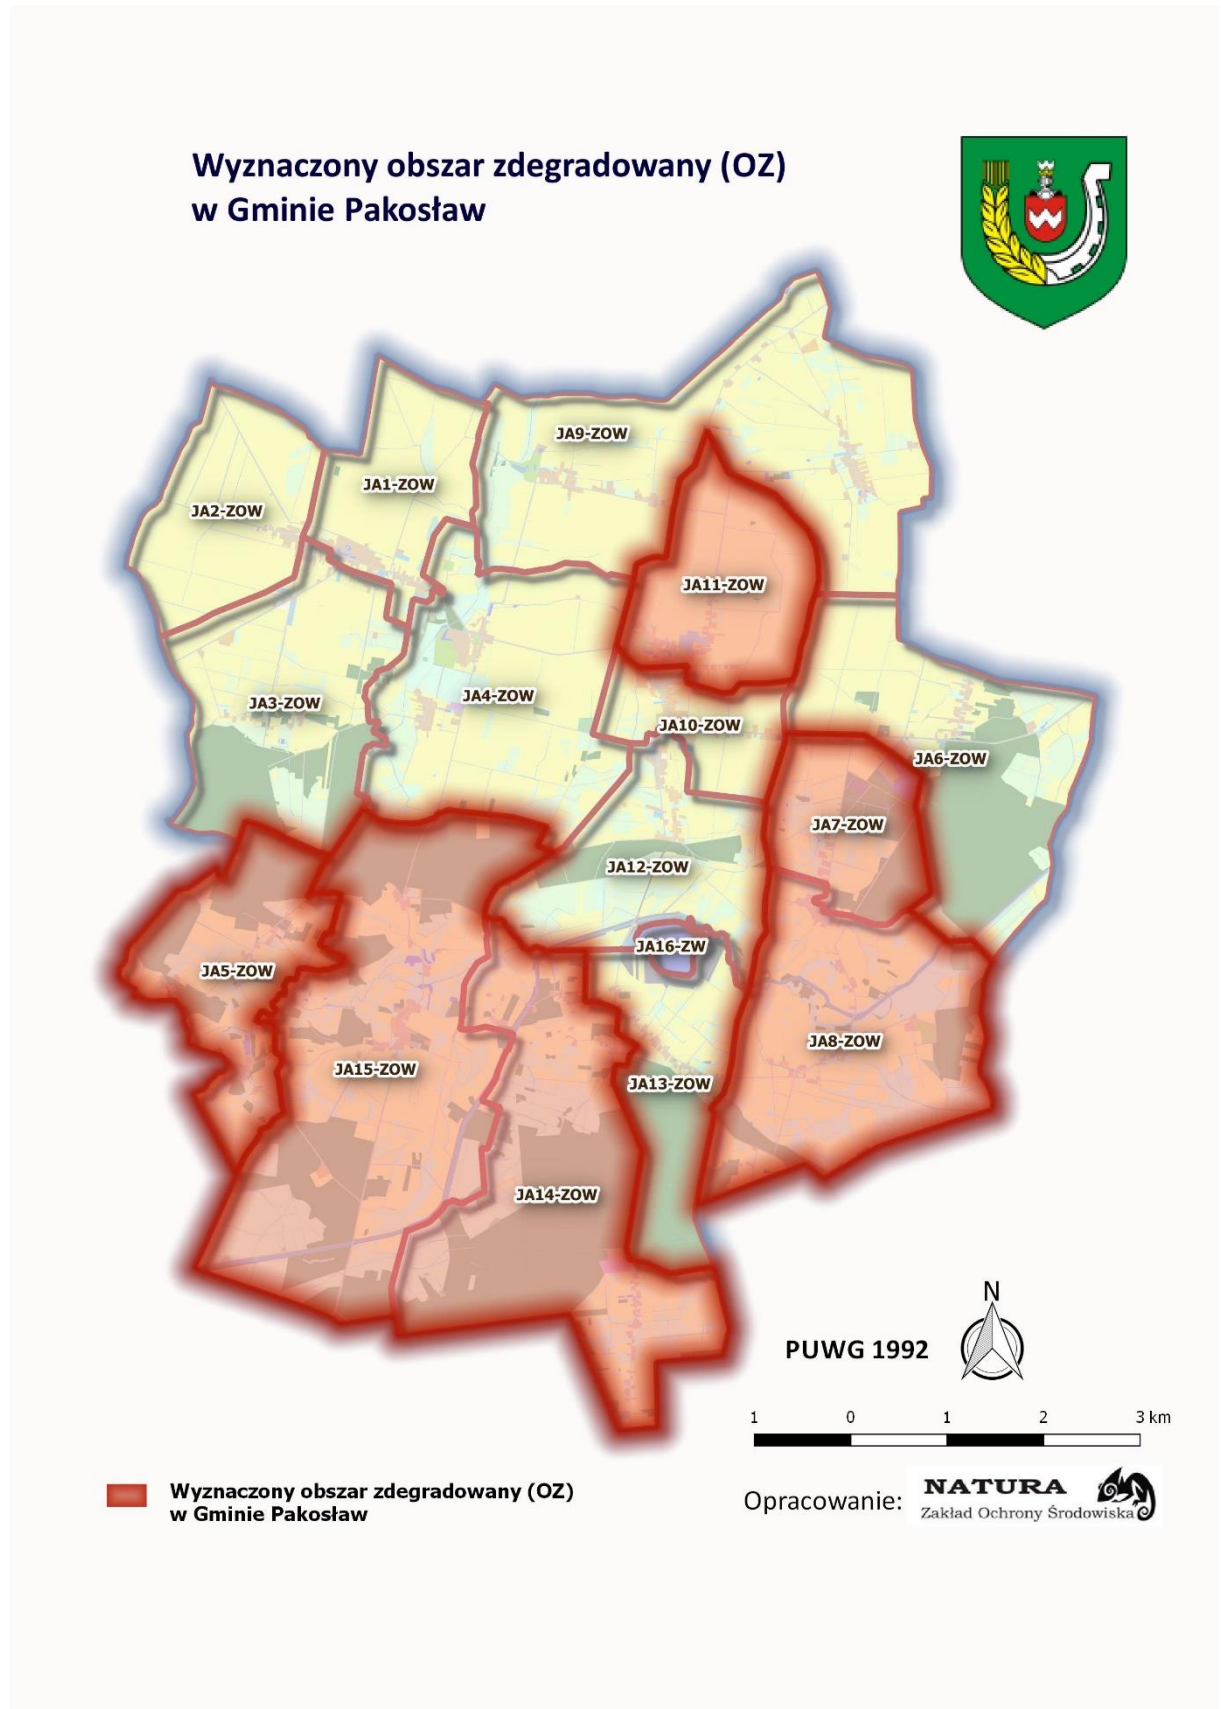 Wyznaczony obszar zdegradowany (OZ)
w Gminie Pakosław
JA9-ZOW
JA1-ZOW
JA2-ZOW
JA11-ZOW
JA3-ZOW
JA4-ZOW
JA10-ZOW
JA6-ZOW
JA7-ZOW
JA12-ZOW
JA16-ZW
JA5-ZOW
JA8-ZOW
JA15-ZOW
JA13-ZOW
JA14-ZOW
N
PUWG 1992
1 0 1 2 3 km
Wyznaczony obszar zdegradowany (OZ)
w Gminie Pakosław
Opracowanie:
NATURA
Zakład Ochrony Środowiska